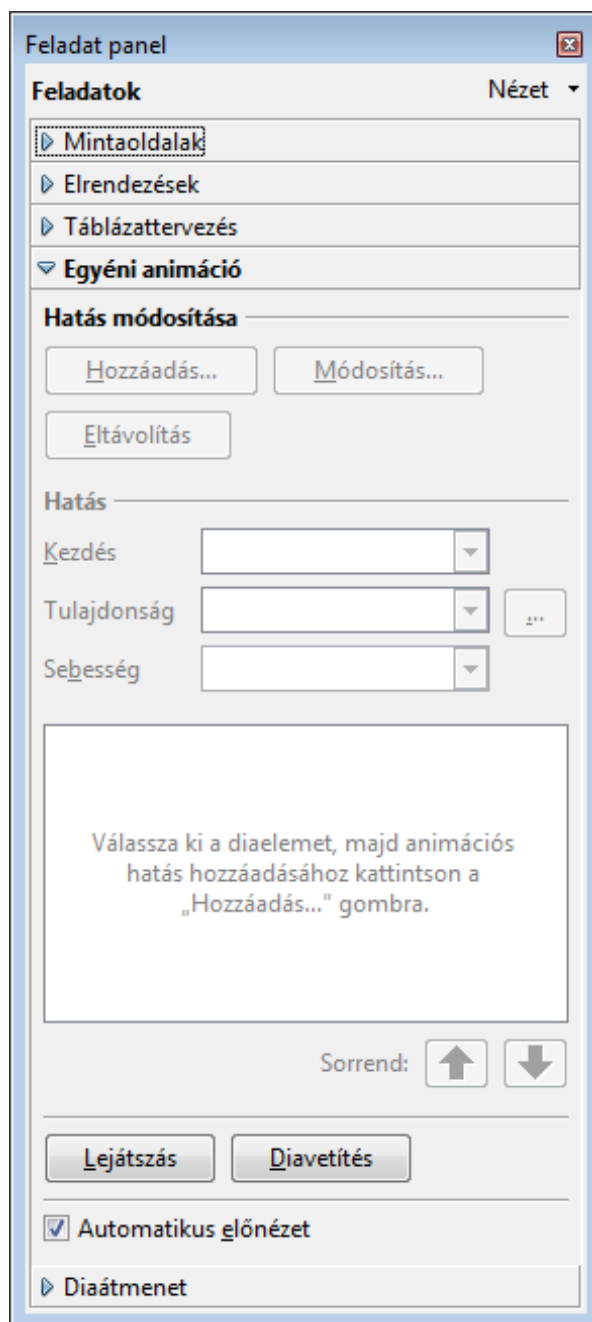 Feladat panel
Feladatok Nézet
Mintaoldalak
Elrendezések
Táblázattervezés
Egyéni animáció
Hatás módosítása
Hozzáadás... Módosítás...
Eltávolítás
Hatás
Kezdés
Tulajdonság ...
Sebesség
Válassza ki a diaelemet, majd animációs
hatás hozzáadásához kattintson a
„Hozzáadás...” gombra.
Sorrend:
Lejátszás Diavetítés
Automatikus előnézet
Diaátmenet